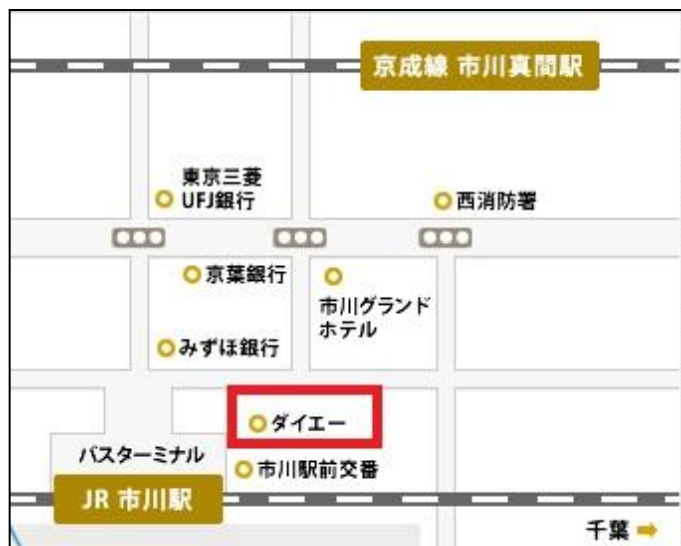 京成線 市川真間駅
東京三菱
UFJ銀行
西消防署
京葉銀行
市川グランド
ホテル
みずほ銀行
ダイエー
バスターミナル
市川駅前交番
JR 市川駅
千葉